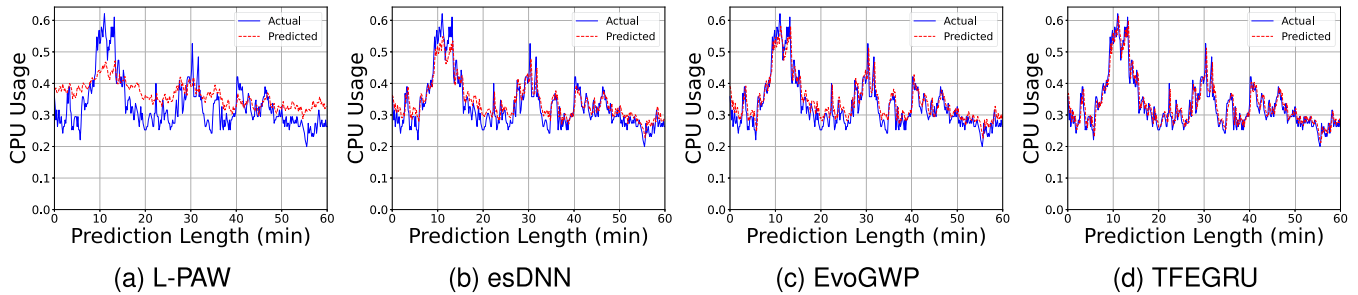 CPU Usage
0.6
0.5
0.4
0.3
0.2
0.1
0.0
Actual
Predicted
0 10 20 30 40 50 60
Prediction Length (min)
(a) L-PAW
CPU Usage
0.6
0.5
0.4
0.3
0.2
0.1
0.0
Actual
Predicted
0 10 20 30 40 50 60
Prediction Length (min)
(b) esDNN
CPU Usage
0.6
0.5
0.4
0.3
0.2
0.1
0.0
Actual
Predicted
0 10 20 30 40 50 60
Prediction Length (min)
(c) EvoGWP
CPU Usage
0.6
0.5
0.4
0.3
0.2
0.1
0.0
Actual
Predicted
0 10 20 30 40 50 60
Prediction Length (min)
(d) TFEGRU